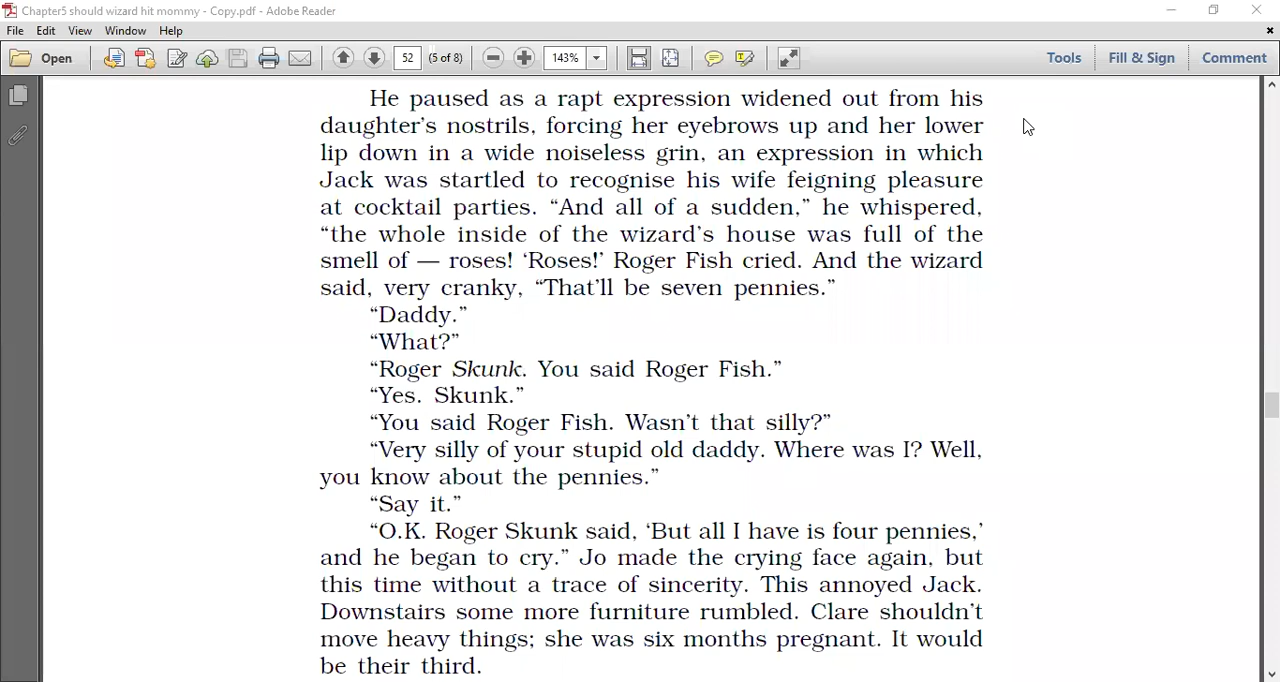 Chapter5 should wizard hit mommy - Copy.pdf - Adobe Reader
File Edit View Window Help
Open 52 (5 of 8) 143% Tools Fill & Sign Comment
He paused as a rapt expression widened out from his
daughter's nostrils, forcing her eyebrows up and her lower
lip down in a wide noiseless grin, an expression in which
Jack was startled to recognise his wife feigning pleasure
at cocktail parties. “And all of a sudden,” he whispered,
“the whole inside of the wizard's house was full of the
smell of — roses! ‘Roses!’ Roger Fish cried. And the wizard
said, very cranky, “That'll be seven pennies.”
“Daddy.”
“What?”
“Roger Skunk. You said Roger Fish.”
“Yes. Skunk.”
“You said Roger Fish. Wasn't that silly?”
“Very silly of your stupid old daddy. Where was I? Well,
you know about the pennies.”
“Say it.”
“O.K. Roger Skunk said, ‘But all I have is four pennies,’
and he began to cry.” Jo made the crying face again, but
this time without a trace of sincerity. This annoyed Jack.
Downstairs some more furniture rumbled. Clare shouldn't
move heavy things; she was six months pregnant. It would
be their third.